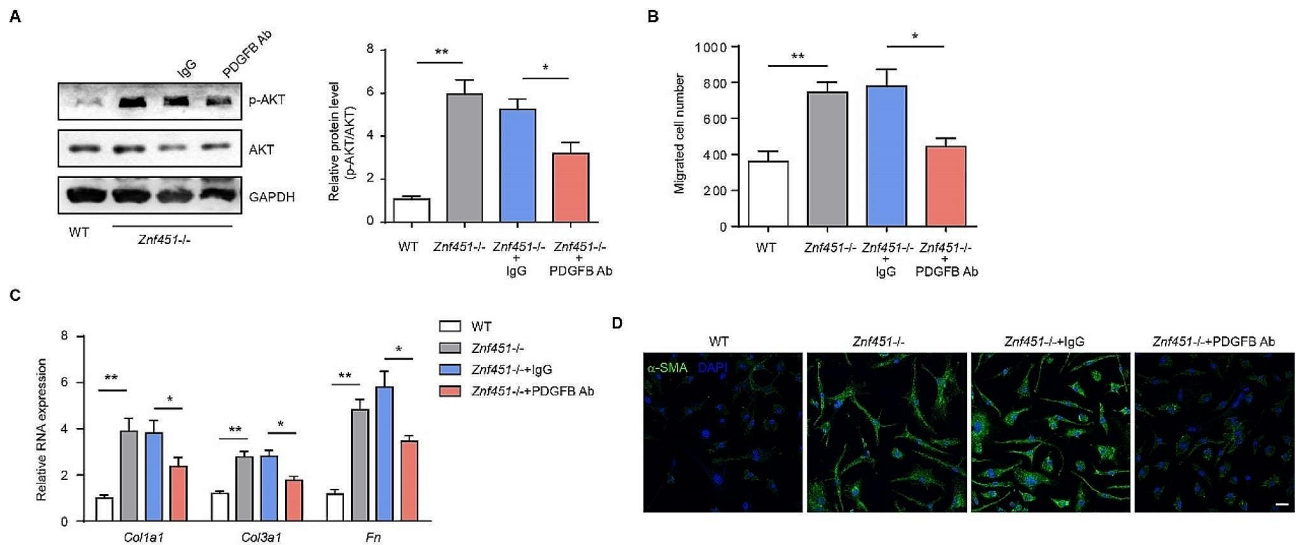 A
IgG
PDGFB Ab
p-AKT
AKT
GAPDH
WT
Znf451-/-
Relative protein level
(p-AKT/AKT)
8
6
4
2
0
**
*
WT
Znf451-/-
Znf451-/-
+
IgG
Znf451-/-
+
PDGFB Ab
B
Migrated cell number
1000
800
600
400
200
0
**
*
WT
Znf451-/-
Znf451-/-
+
IgG
Znf451-/-
+
PDGFB Ab
C
Relative RNA expression
8
6
4
2
0
**
*
**
*
**
*
Col1a1
Col3a1
Fn
WT
Znf451-/-
Znf451-/-+IgG
Znf451-/-+PDGFB Ab
D
WT
Znf451-/-
Znf451-/-+IgG
Znf451-/-+PDGFB Ab
α-SMA DAPI